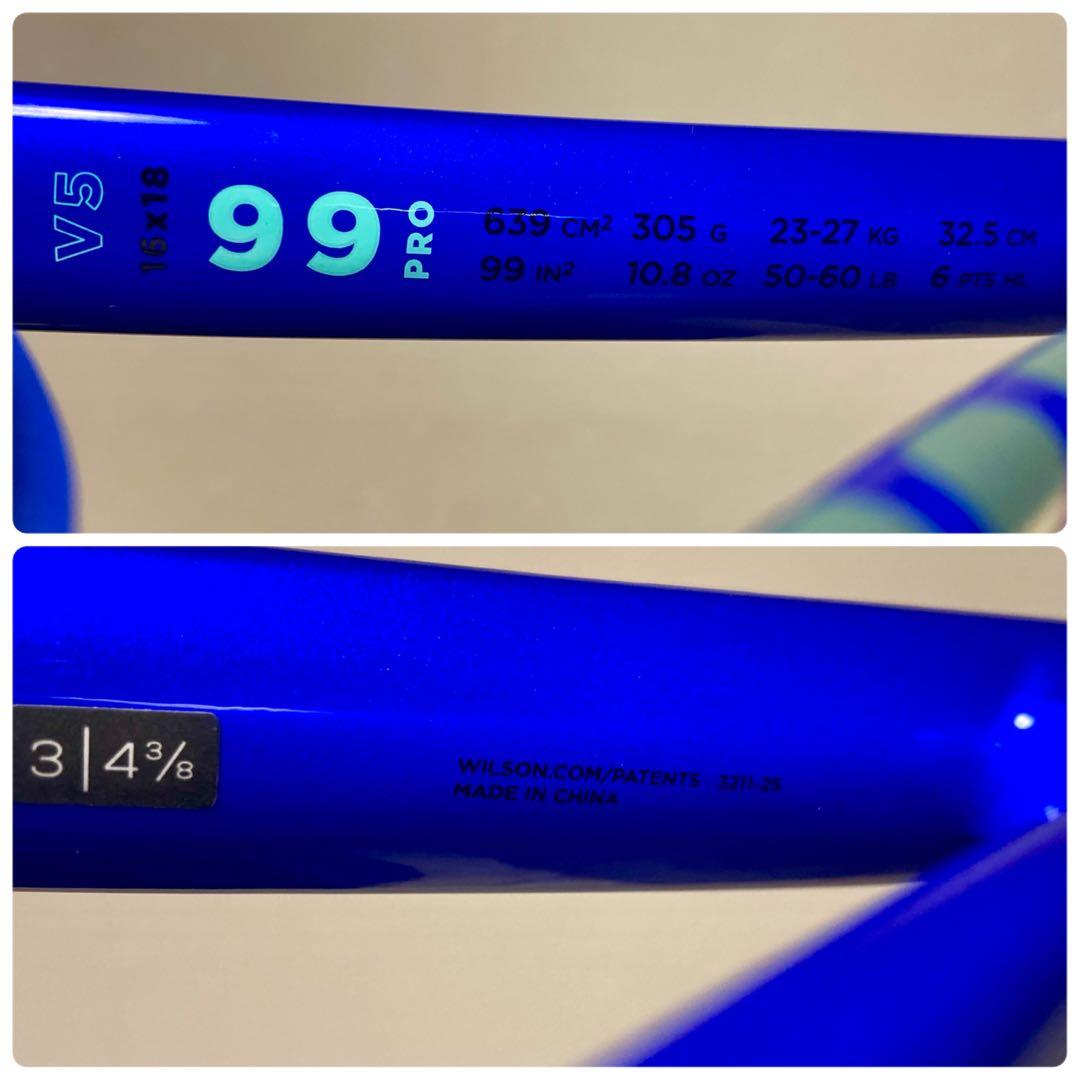 V5
16x18
99
PRO
639 CM² 305 G 23-27 KG 32.5 CM
99 IN² 10.8 OZ 50-60 LB 6 PTS HL
3|4⅜
WILSON.COM/PATENTS 3211-25
MADE IN CHINA